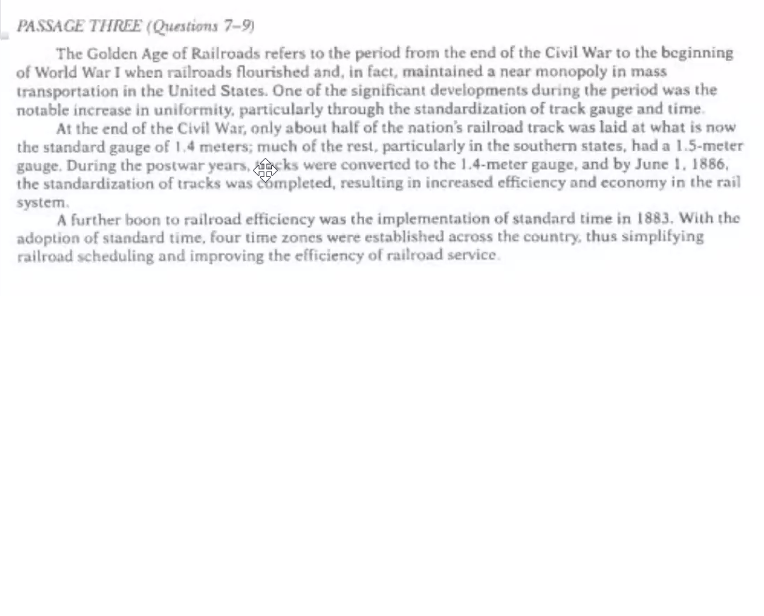 PASSAGE THREE (Questions 7–9)
The Golden Age of Railroads refers to the period from the end of the Civil War to the beginning
of World War I when railroads flourished and, in fact, maintained a near monopoly in mass
transportation in the United States. One of the significant developments during the period was the
notable increase in uniformity, particularly through the standardization of track gauge and time.
At the end of the Civil War, only about half of the nation's railroad track was laid at what is now
the standard gauge of 1.4 meters; much of the rest, particularly in the southern states, had a 1.5-meter
gauge. During the postwar years, tracks were converted to the 1.4-meter gauge, and by June 1, 1886,
the standardization of tracks was completed, resulting in increased efficiency and economy in the rail
system.
A further boon to railroad efficiency was the implementation of standard time in 1883. With the
adoption of standard time, four time zones were established across the country, thus simplifying
railroad scheduling and improving the efficiency of railroad service.